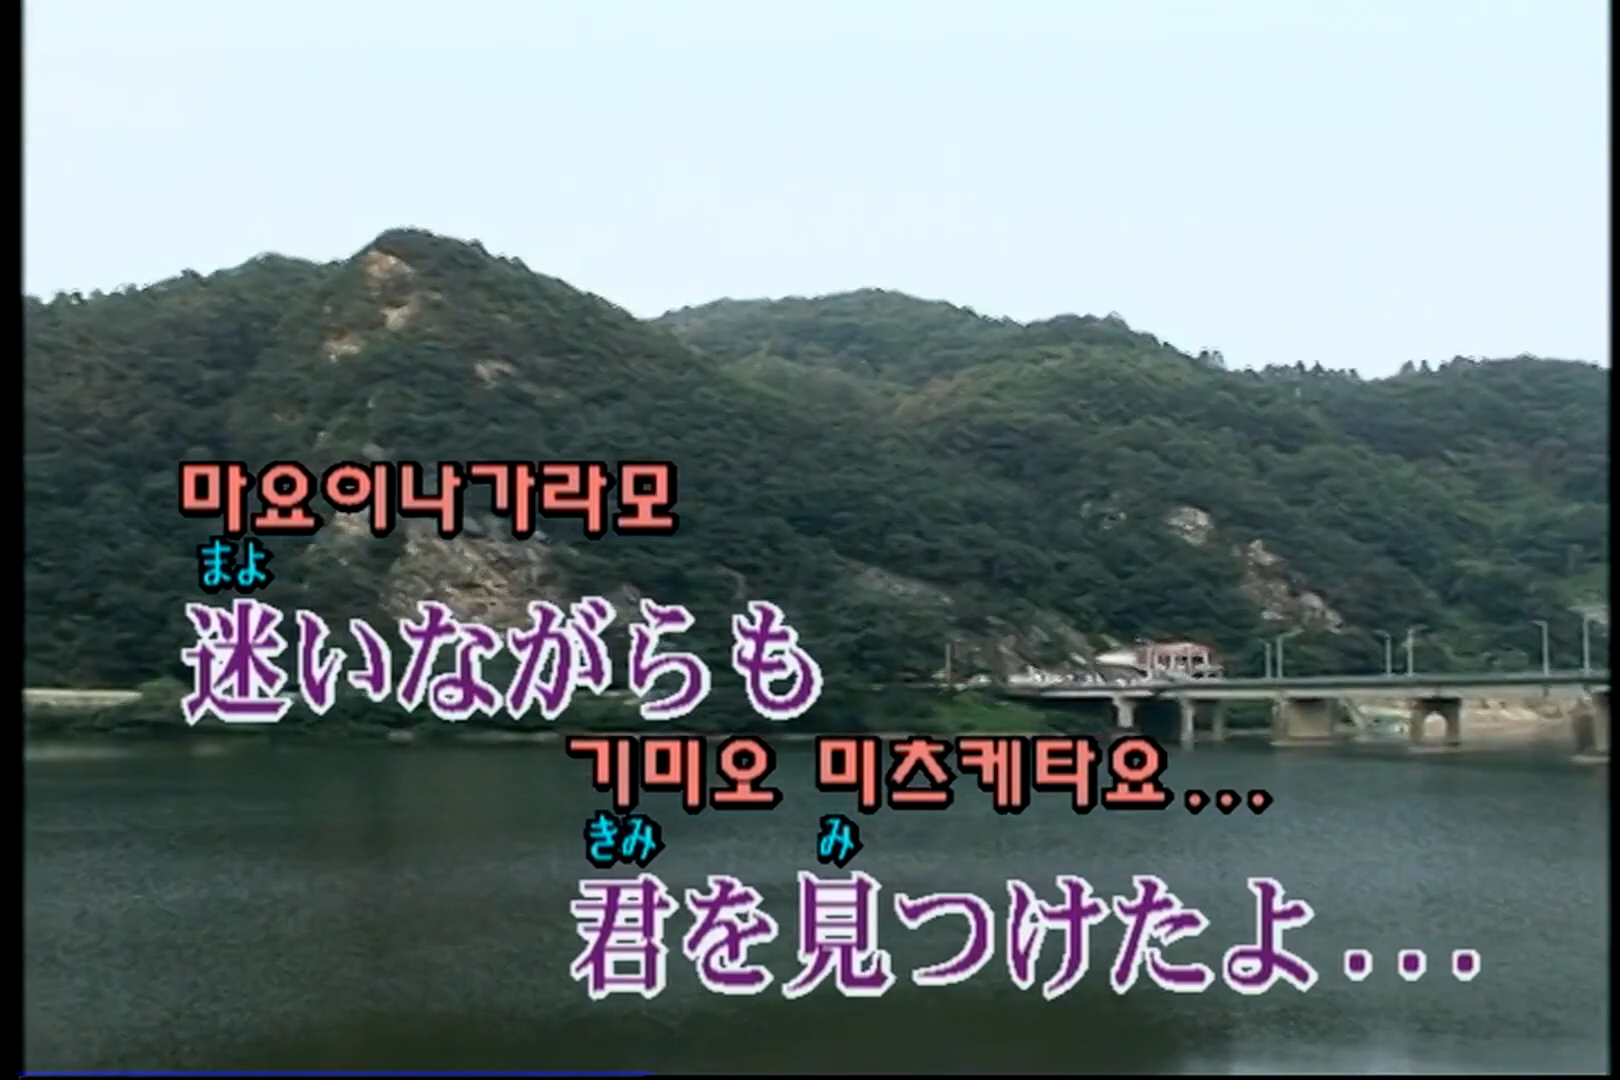 마요이나가라모
まよ
迷いながらも
기미오 미츠케타요...
きみ み
君を見つけたよ...